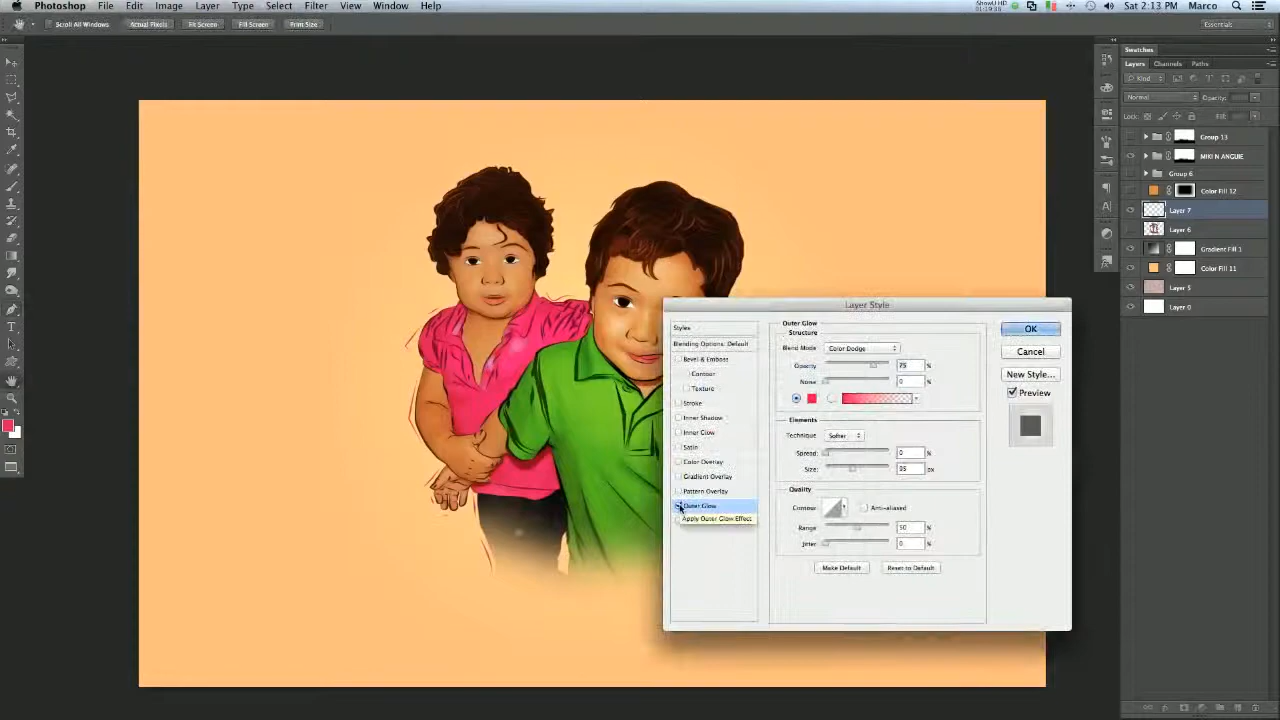 Photoshop File Edit Image Layer Type Select Filter View Window Help
Sat 2:13 PM Marco
Scroll All Windows Actual Pixels Fit Screen Fill Screen Print Size
Essentials
Swatches
Layers Channels Paths
Kind
Normal Opacity:
Lock: Fill:
Group 13
MIKI N ANGUIE
Group 6
Color Fill 12
Layer 7
Layer 6
Gradient Fill 1
Color Fill 11
Layer 5
Layer 0
Layer Style
Styles
Blending Options: Default
Bevel & Emboss
Contour
Texture
Stroke
Inner Shadow
Inner Glow
Satin
Color Overlay
Gradient Overlay
Pattern Overlay
Outer Glow
Apply Outer Glow Effect
Outer Glow
Structure
Blend Mode: Color Dodge
Opacity: 75 %
None: 0 %
Elements
Technique: Softer
Spread: 0 %
Size: 95 px
Quality
Contour: Anti-aliased
Range: 50 %
Jitter: 0 %
Make Default Reset to Default
OK
Cancel
New Style...
Preview